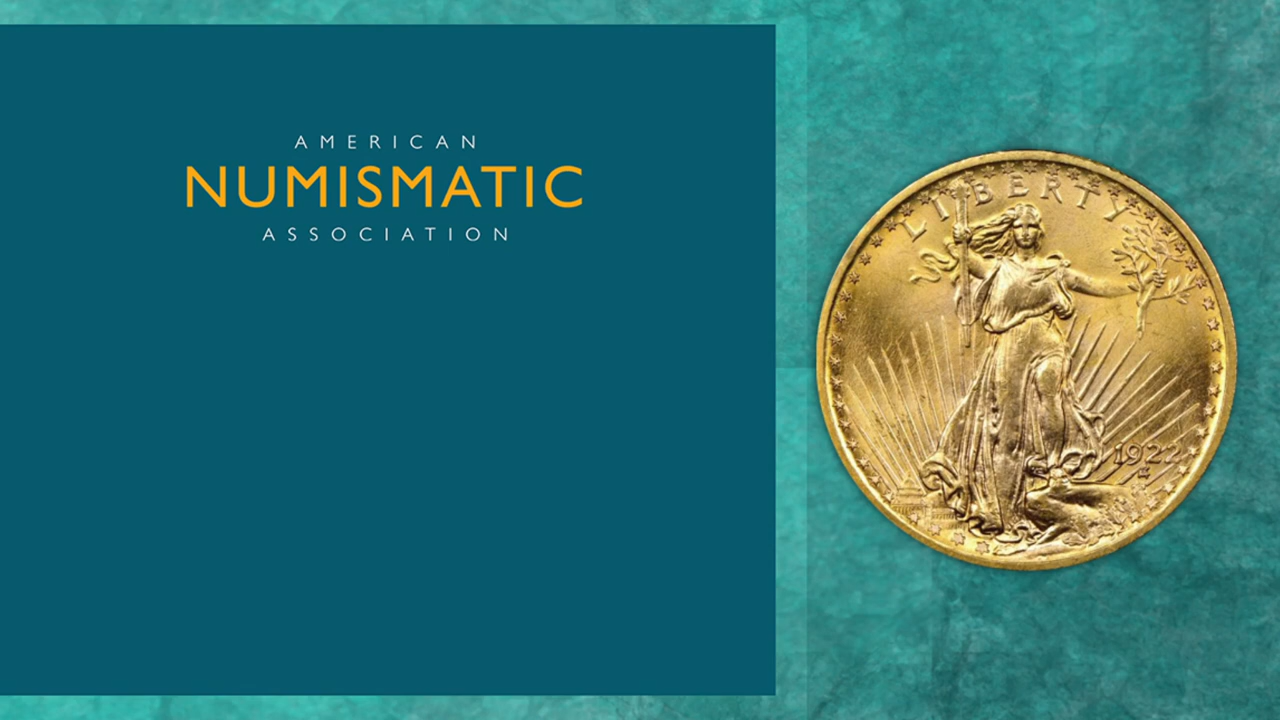 AMERICAN
NUMISMATIC
ASSOCIATION
LIBERTY
1922